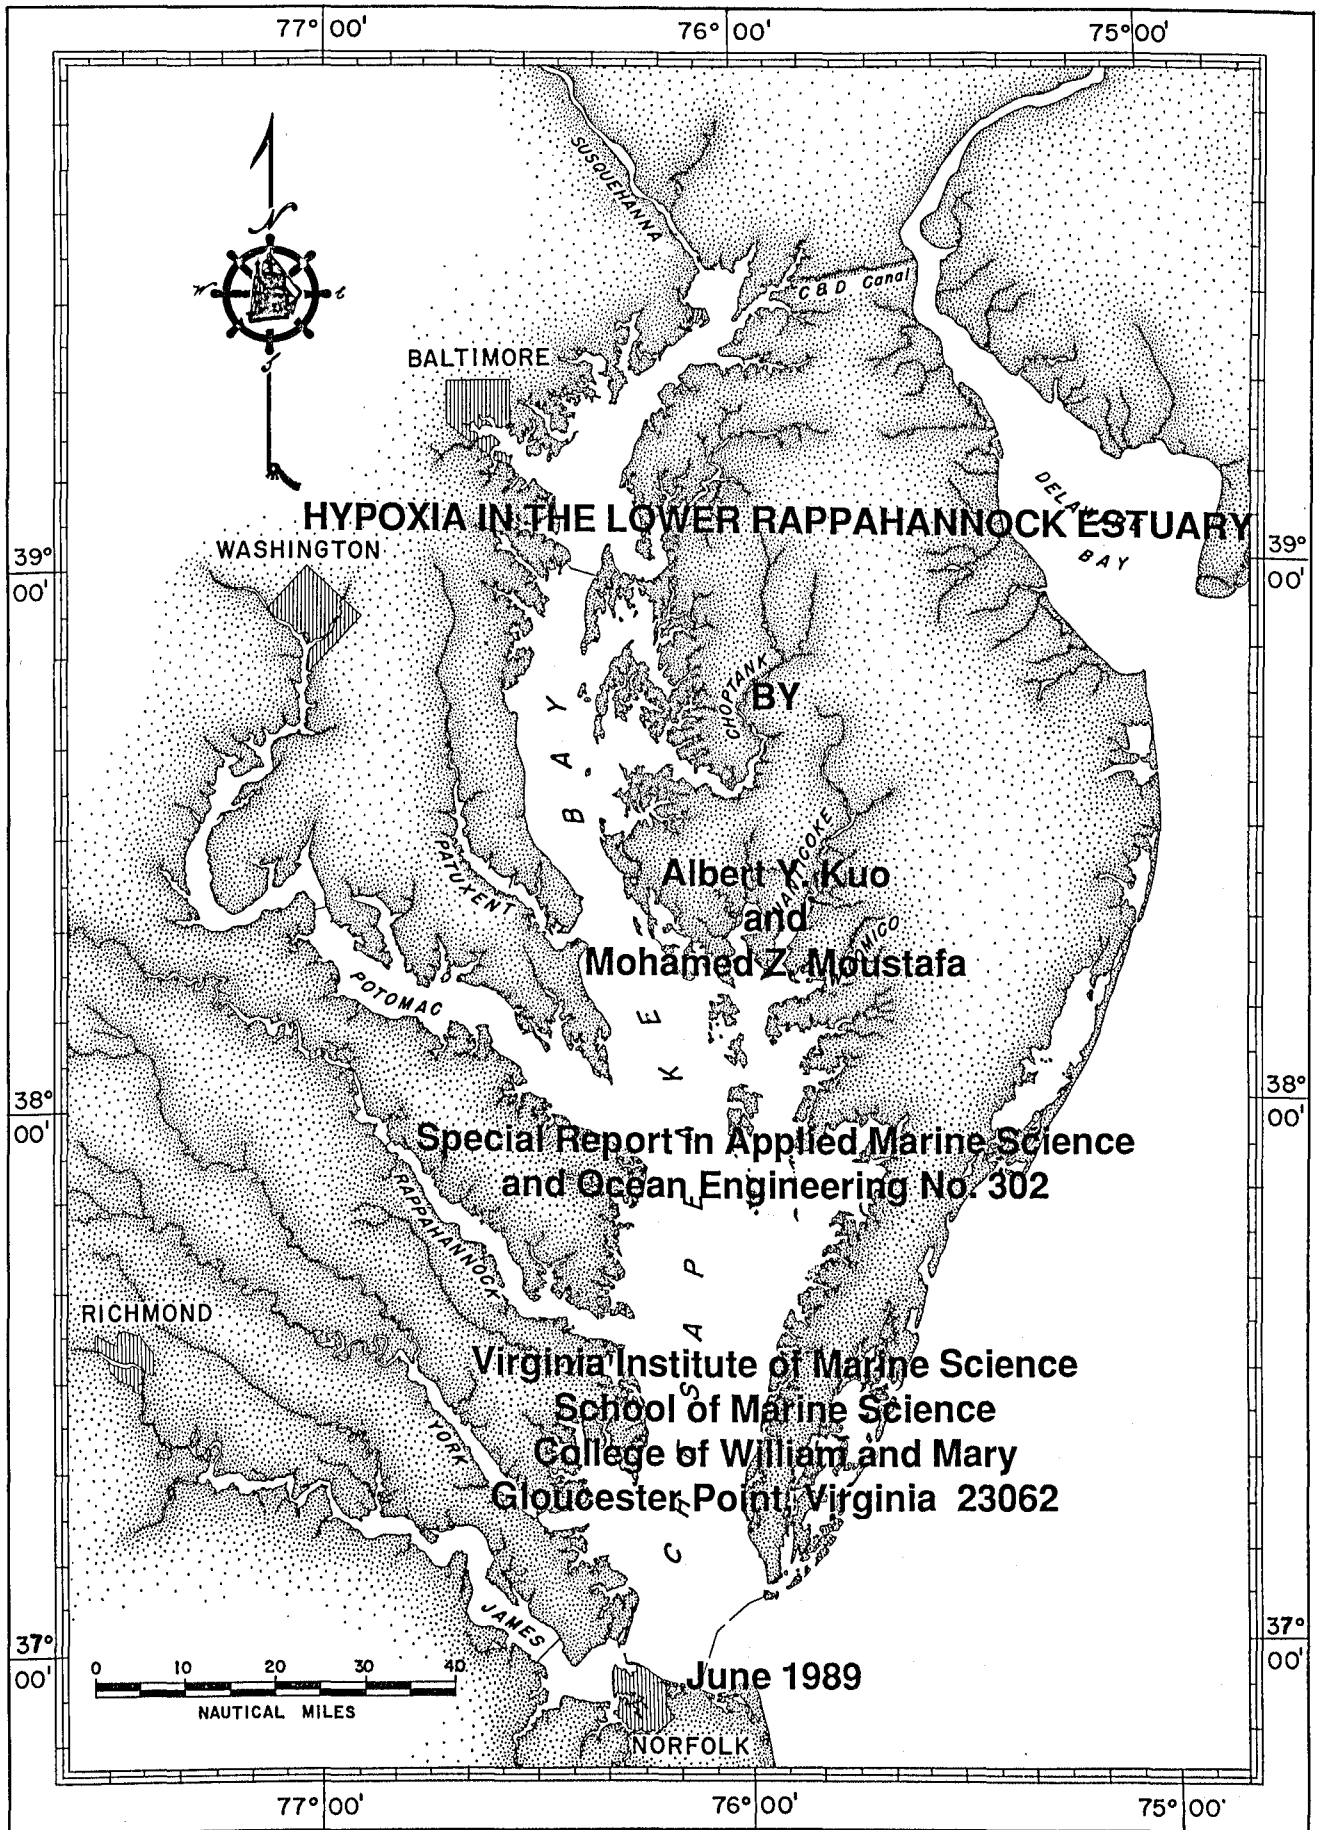 77° 00'
76° 00'
75° 00'
SUSQUEHANNA
N
W
E
S
C & D Canal
BALTIMORE
DELAWARE
BAY
HYPOXIA IN THE LOWER RAPPAHANNOCK ESTUARY
WASHINGTON
39° 00'
39° 00'
CHOPTANK
BY
NANTICOKE
PATUXENT
Albert Y. Kuo
and
Mohamed Z. Moustafa
POTOMAC
CHESAPEAKE BAY
38° 00'
38° 00'
Special Report in Applied Marine Science
and Ocean Engineering No. 302
RAPPAHANNOCK
RICHMOND
Virginia Institute of Marine Science
School of Marine Science
College of William and Mary
Gloucester Point, Virginia 23062
YORK
JAMES
37° 00'
37° 00'
0 10 20 30 40
NAUTICAL MILES
June 1989
NORFOLK
77° 00'
76° 00'
75° 00'